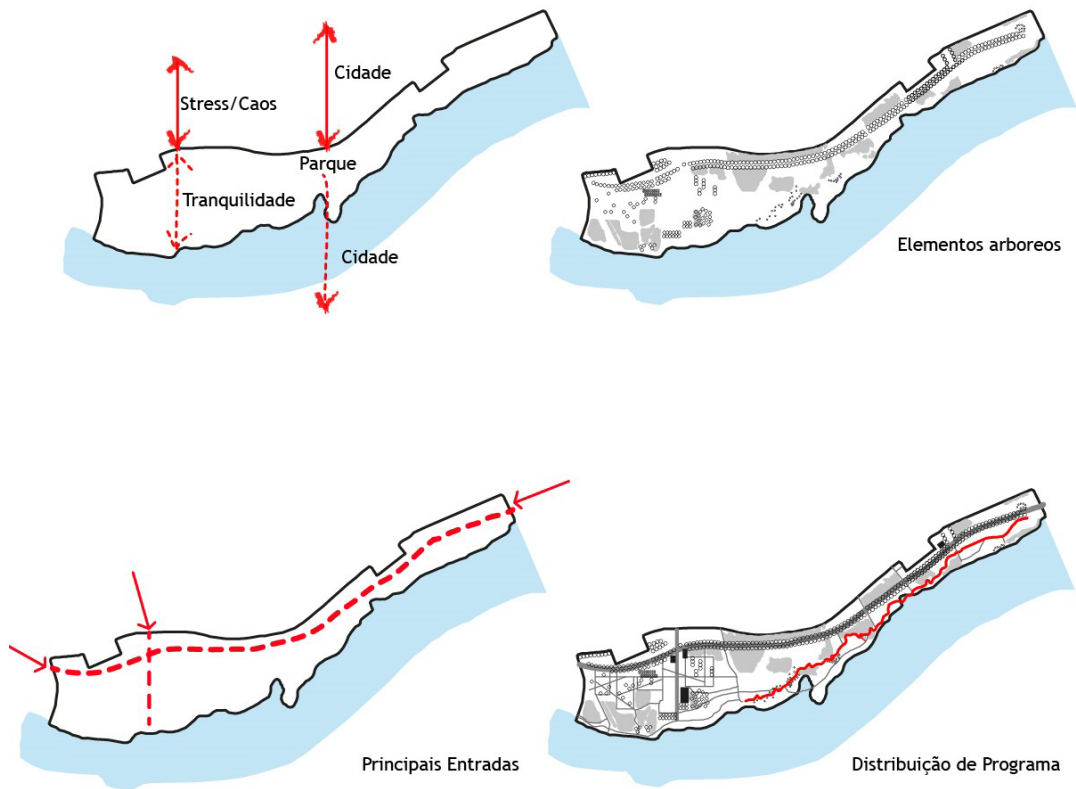 Cidade
Stress/Caos
Parque
Tranquilidade
Cidade
Elementos arboreos
Principais Entradas
Distribuição de Programa